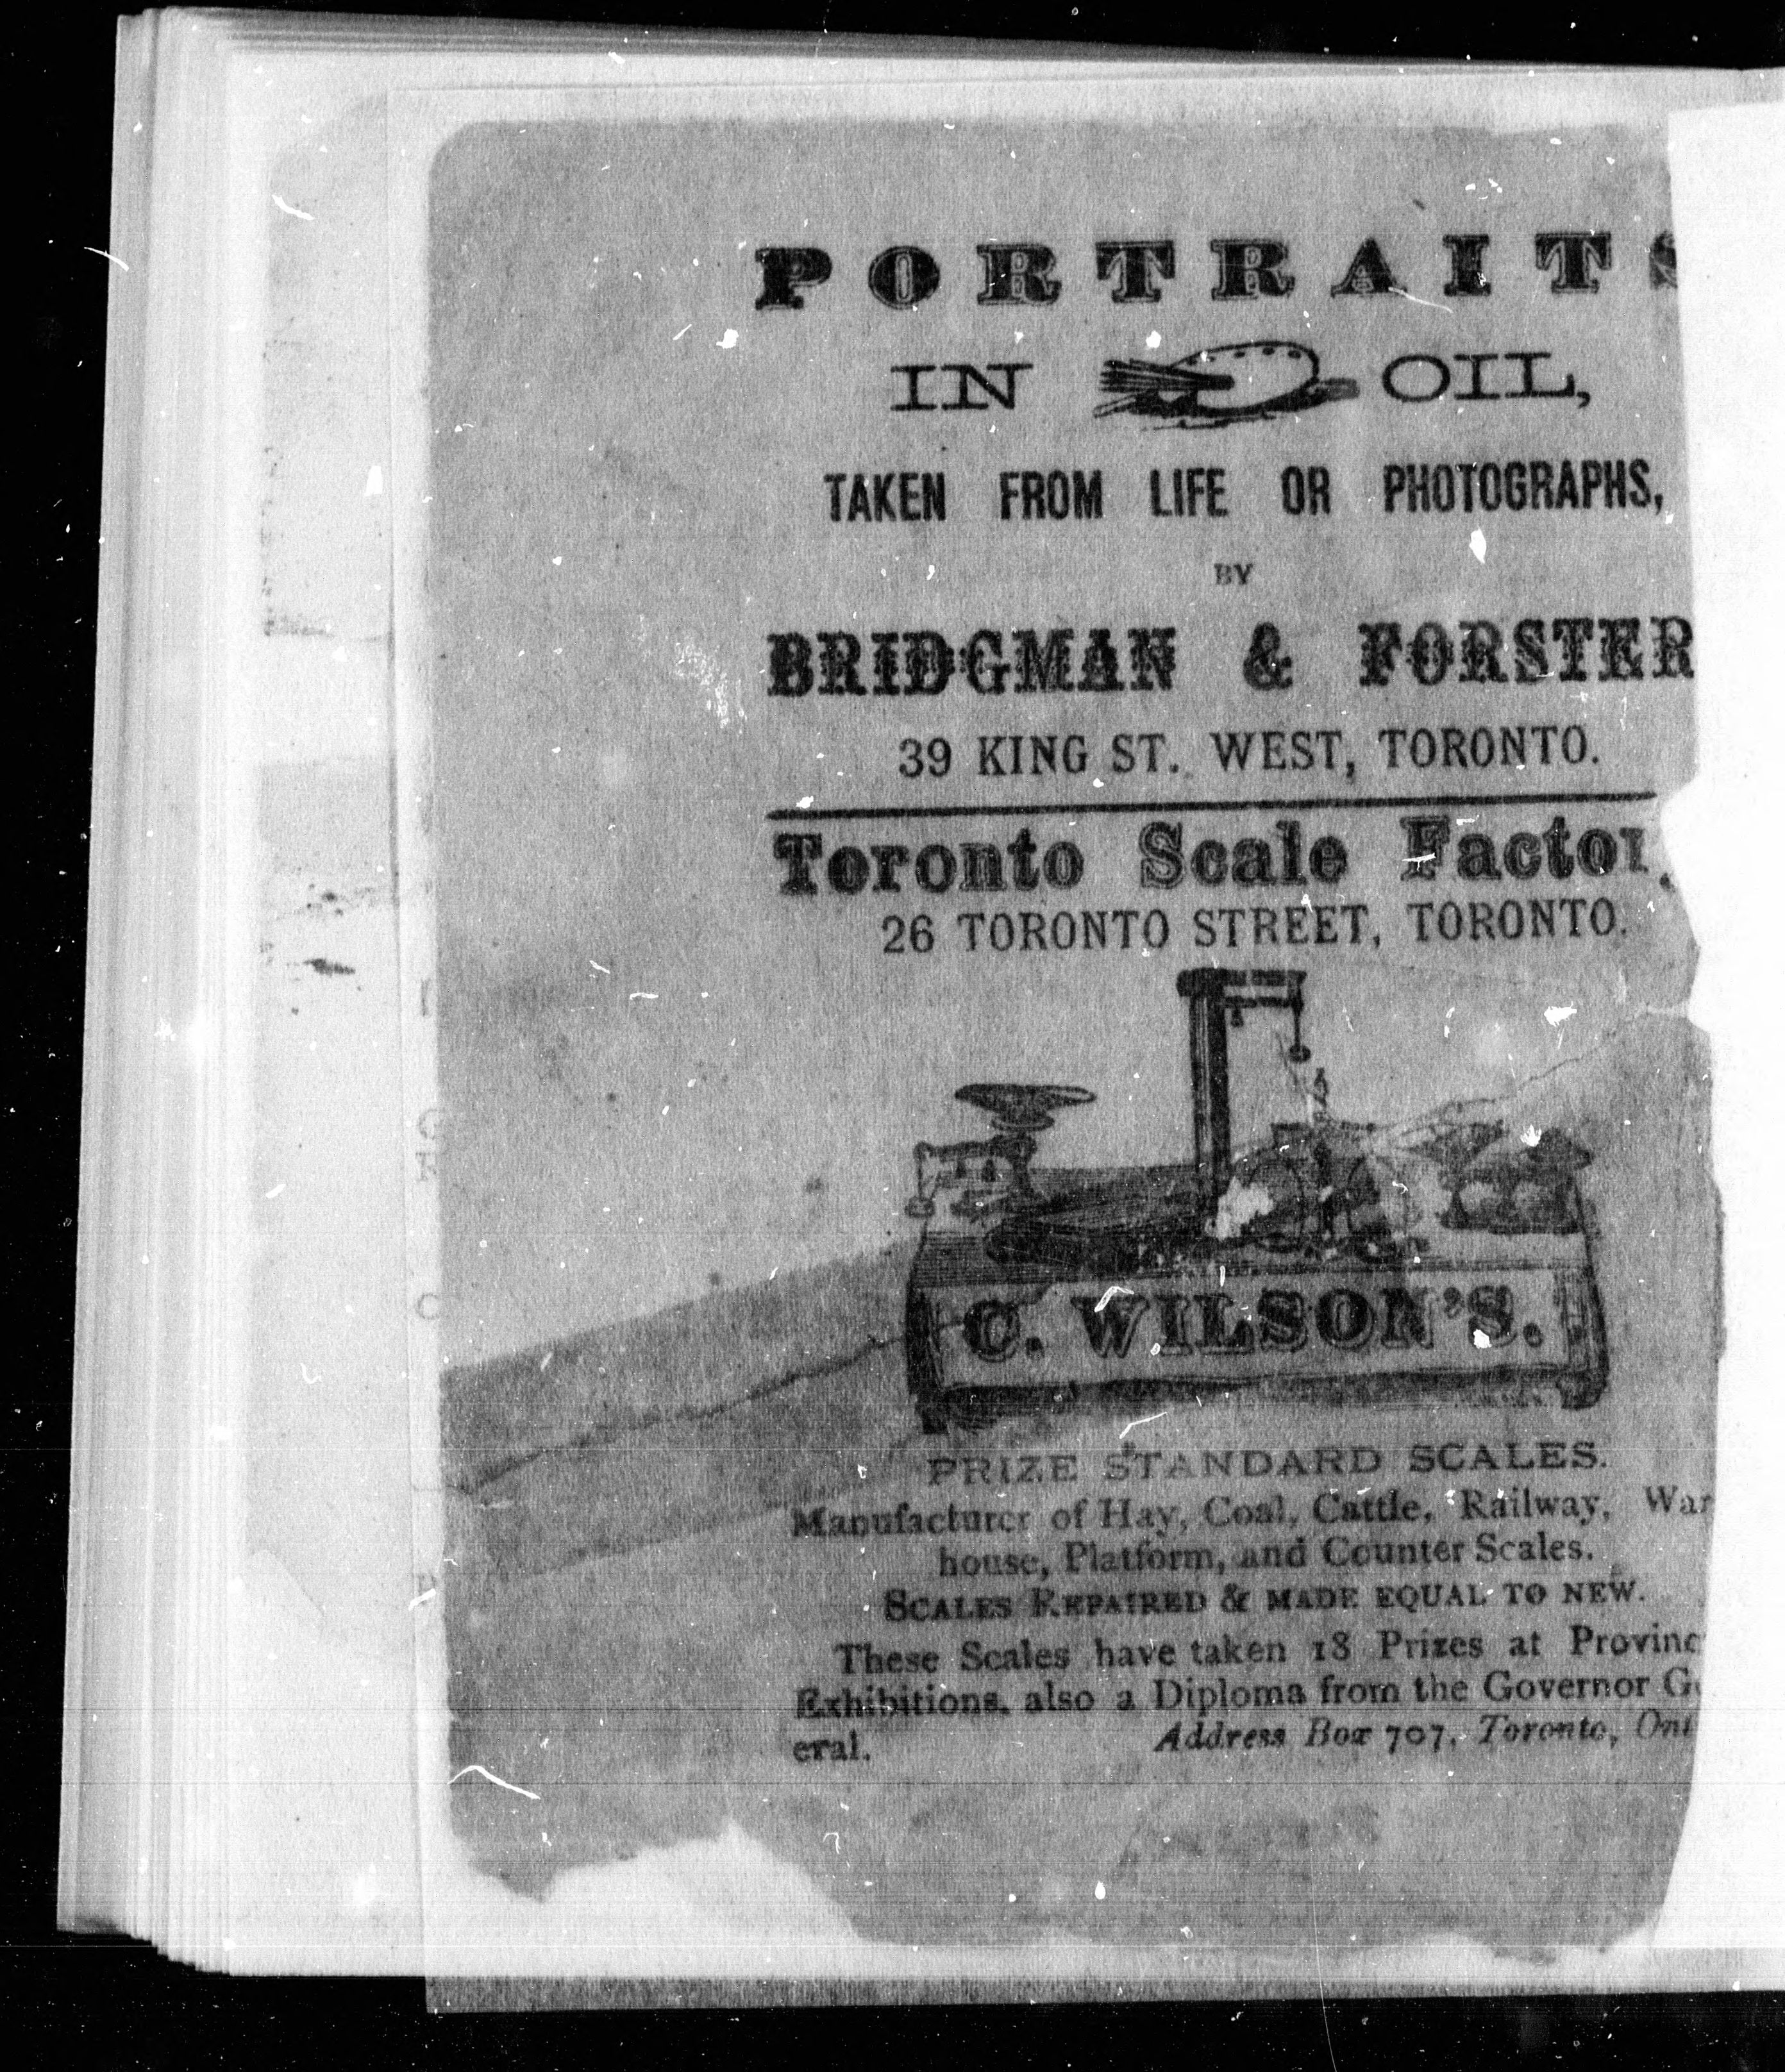 PORTRAITS
IN OIL,
TAKEN FROM LIFE OR PHOTOGRAPHS,
BY
BRIDGMAN & FORSTER
39 KING ST. WEST, TORONTO.
Toronto Scale Factor
26 TORONTO STREET, TORONTO.
C. WILSON'S.
PRIZE STANDARD SCALES.
Manufacturer of Hay, Coal, Cattle, Railway, War
house, Platform, and Counter Scales.
SCALES REPAIRED & MADE EQUAL TO NEW.
These Scales have taken 18 Prizes at Provinc
Exhibitions, also a Diploma from the Governor G
eral. Address Box 707, Toronto, Ont